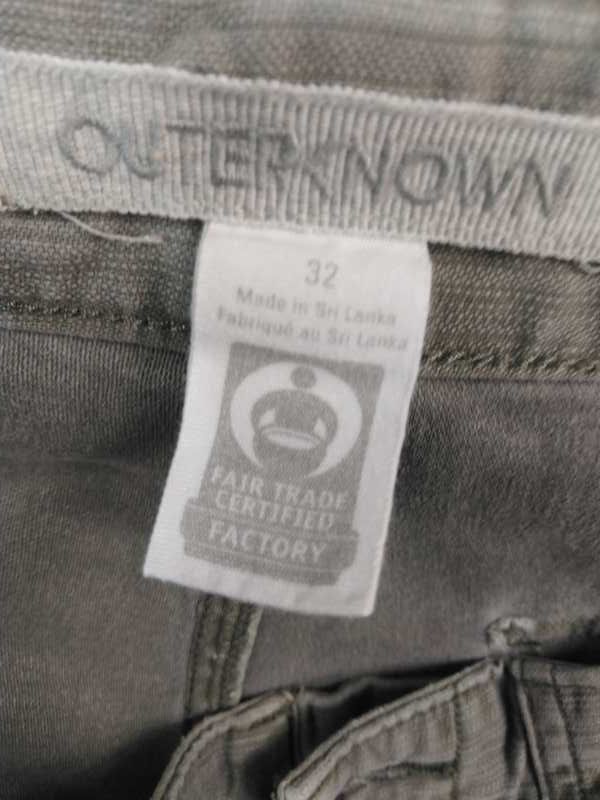 OUTERKNOWN
32
Made in Sri Lanka
Fabriqué au Sri Lanka
FAIR TRADE
CERTIFIED
FACTORY